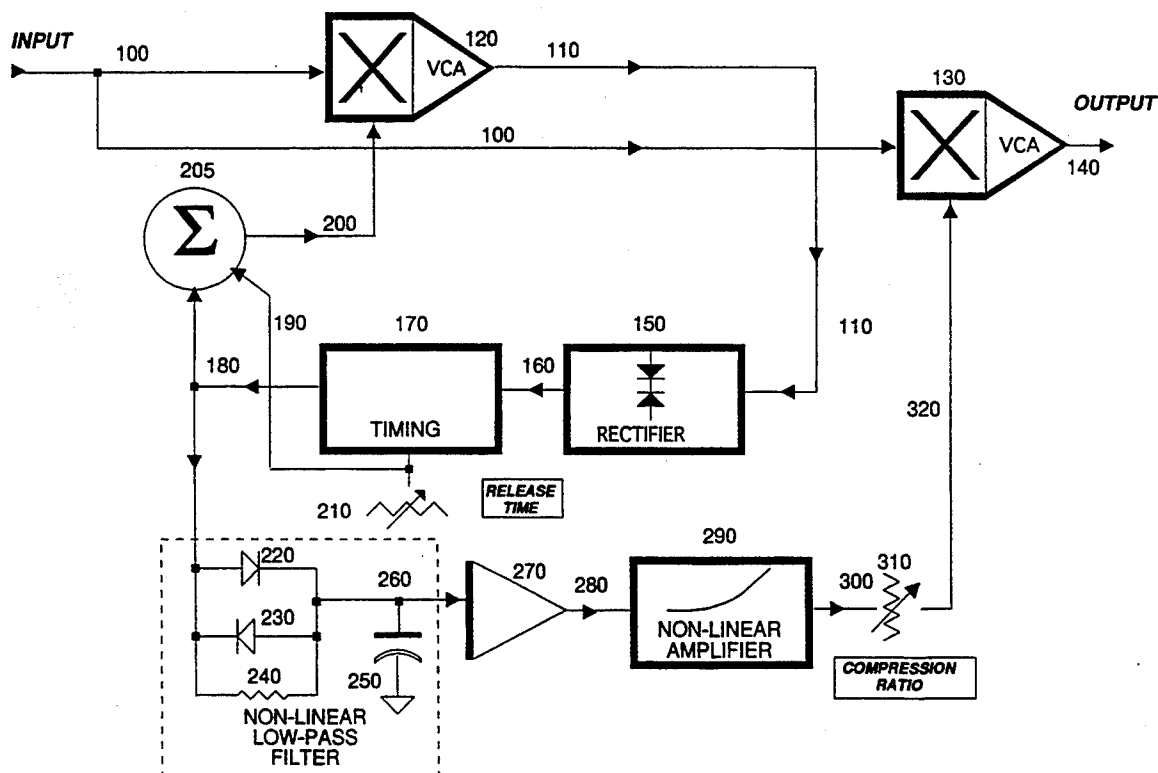 INPUT
100
120
110
VCA
130
OUTPUT
100
VCA
140
205
Σ
200
190
170
150
110
180
160
320
TIMING
RECTIFIER
210
RELEASE
TIME
290
220
260
270
280
300
310
230
NON-LINEAR
AMPLIFIER
240
250
COMPRESSION
RATIO
NON-LINEAR
LOW-PASS
FILTER